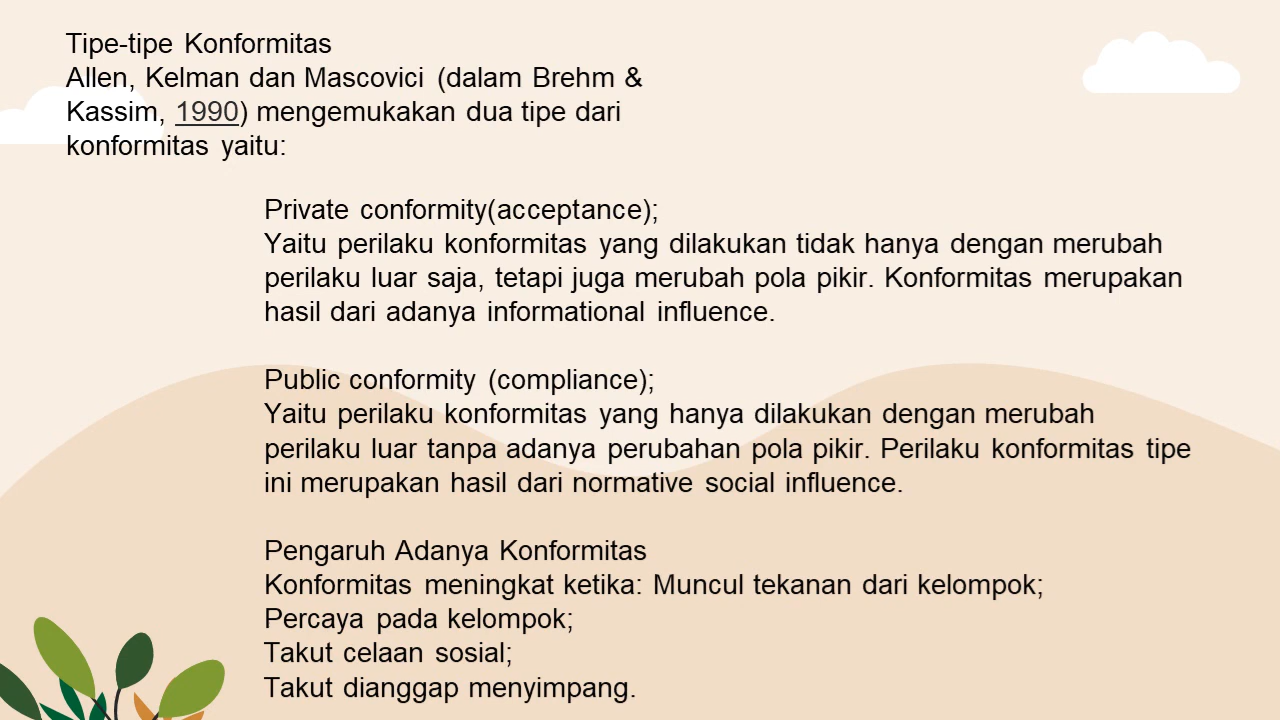 Tipe-tipe Konformitas
Allen, Kelman dan Mascovici (dalam Brehm &
Kassim, 1990) mengemukakan dua tipe dari
konformitas yaitu:
Private conformity(acceptance);
Yaitu perilaku konformitas yang dilakukan tidak hanya dengan merubah
perilaku luar saja, tetapi juga merubah pola pikir. Konformitas merupakan
hasil dari adanya informational influence.
Public conformity (compliance);
Yaitu perilaku konformitas yang hanya dilakukan dengan merubah
perilaku luar tanpa adanya perubahan pola pikir. Perilaku konformitas tipe
ini merupakan hasil dari normative social influence.
Pengaruh Adanya Konformitas
Konformitas meningkat ketika: Muncul tekanan dari kelompok;
Percaya pada kelompok;
Takut celaan sosial;
Takut dianggap menyimpang.